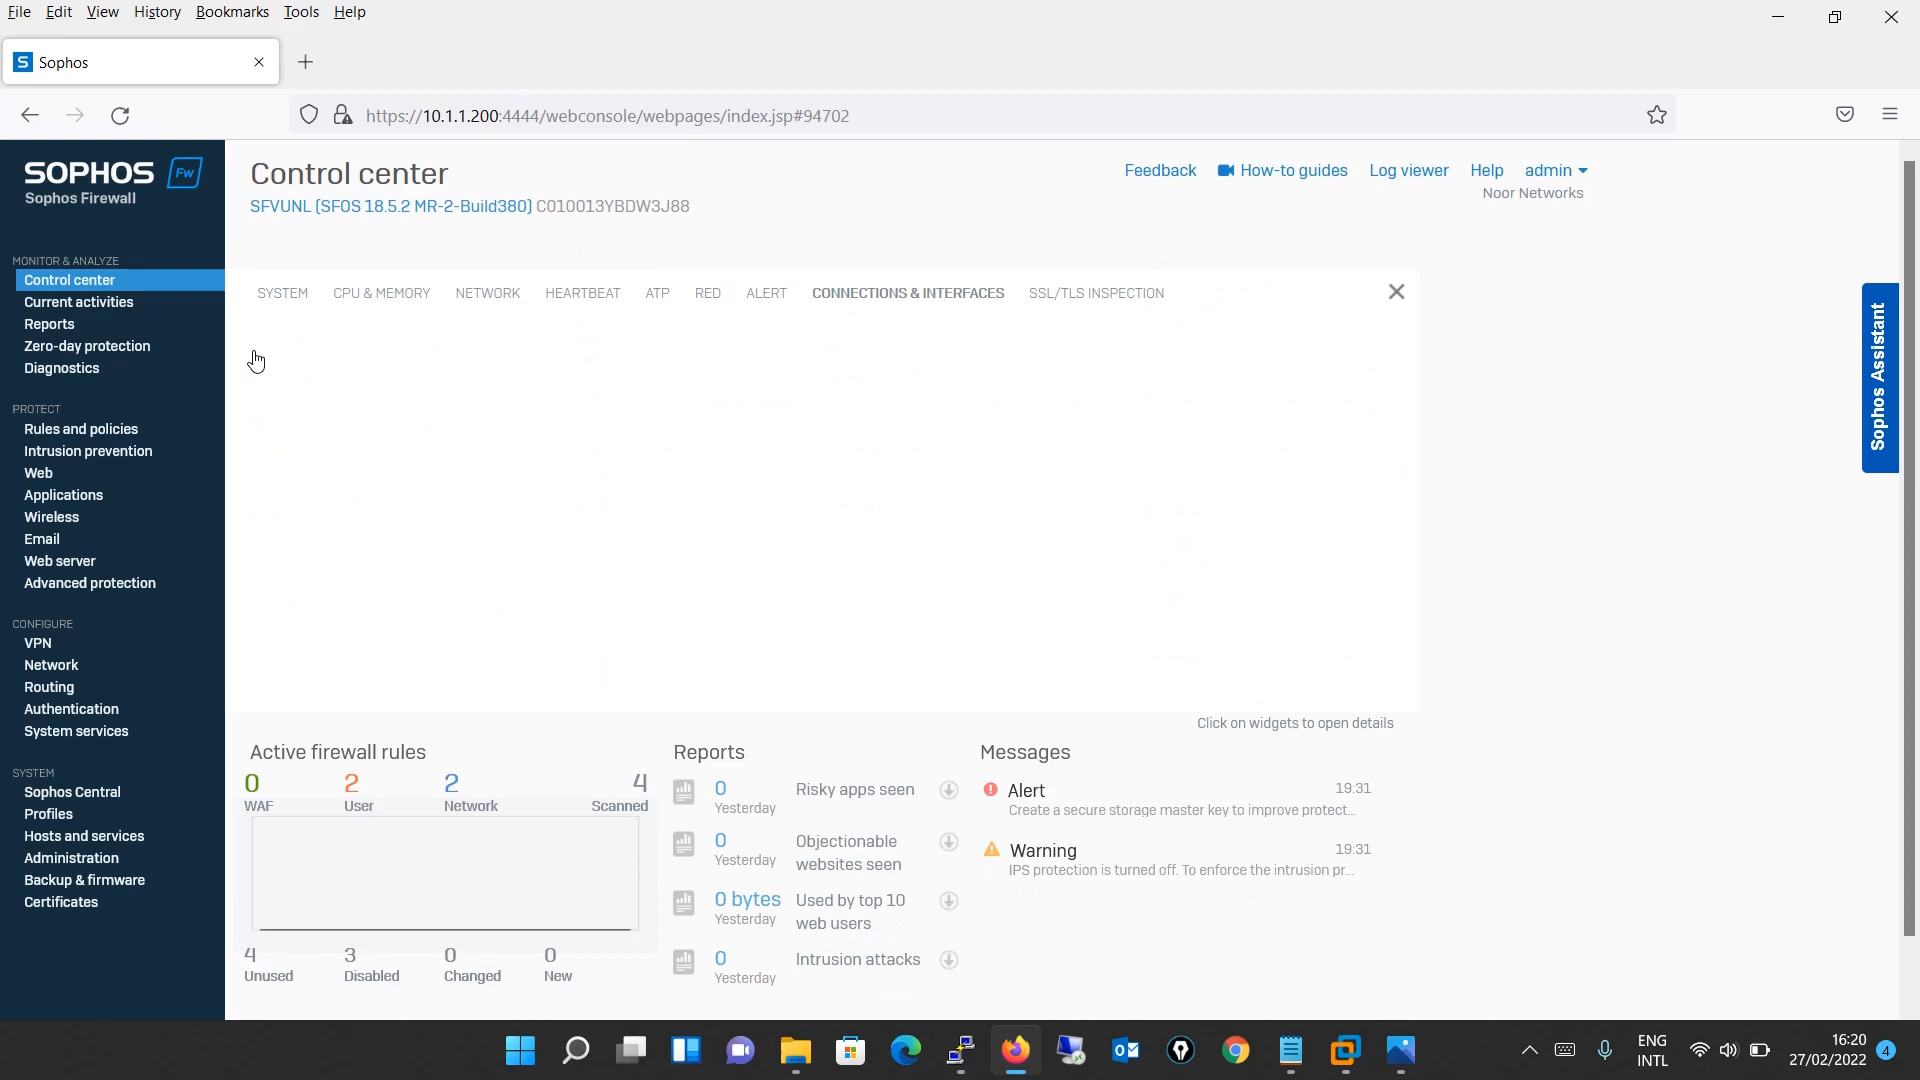 File Edit View History Bookmarks Tools Help
S Sophos
https://10.1.1.200:4444/webconsole/webpages/index.jsp#94702
SOPHOS Fw
Sophos Firewall
MONITOR & ANALYZE
Control center
Current activities
Reports
Zero-day protection
Diagnostics
PROTECT
Rules and policies
Intrusion prevention
Web
Applications
Wireless
Email
Web server
Advanced protection
CONFIGURE
VPN
Network
Routing
Authentication
System services
SYSTEM
Sophos Central
Profiles
Hosts and services
Administration
Backup & firmware
Certificates
Control center
SFVUNL (SFOS 18.5.2 MR-2-Build380) C010013YBDW3J88
Feedback How-to guides Log viewer Help admin
Noor Networks
SYSTEM CPU & MEMORY NETWORK HEARTBEAT ATP RED ALERT CONNECTIONS & INTERFACES SSL/TLS INSPECTION
Sophos Assistant
Click on widgets to open details
Active firewall rules
0 2 2 4
WAF User Network Scanned
4 3 0 0
Unused Disabled Changed New
Reports
0 Risky apps seen
Yesterday
0 Objectionable
Yesterday websites seen
0 bytes Used by top 10
Yesterday web users
0 Intrusion attacks
Yesterday
Messages
Alert 19:31
Create a secure storage master key to improve protect...
Warning 19:31
IPS protection is turned off. To enforce the intrusion pr...
ENG 16:20
INTL 27/02/2022 4